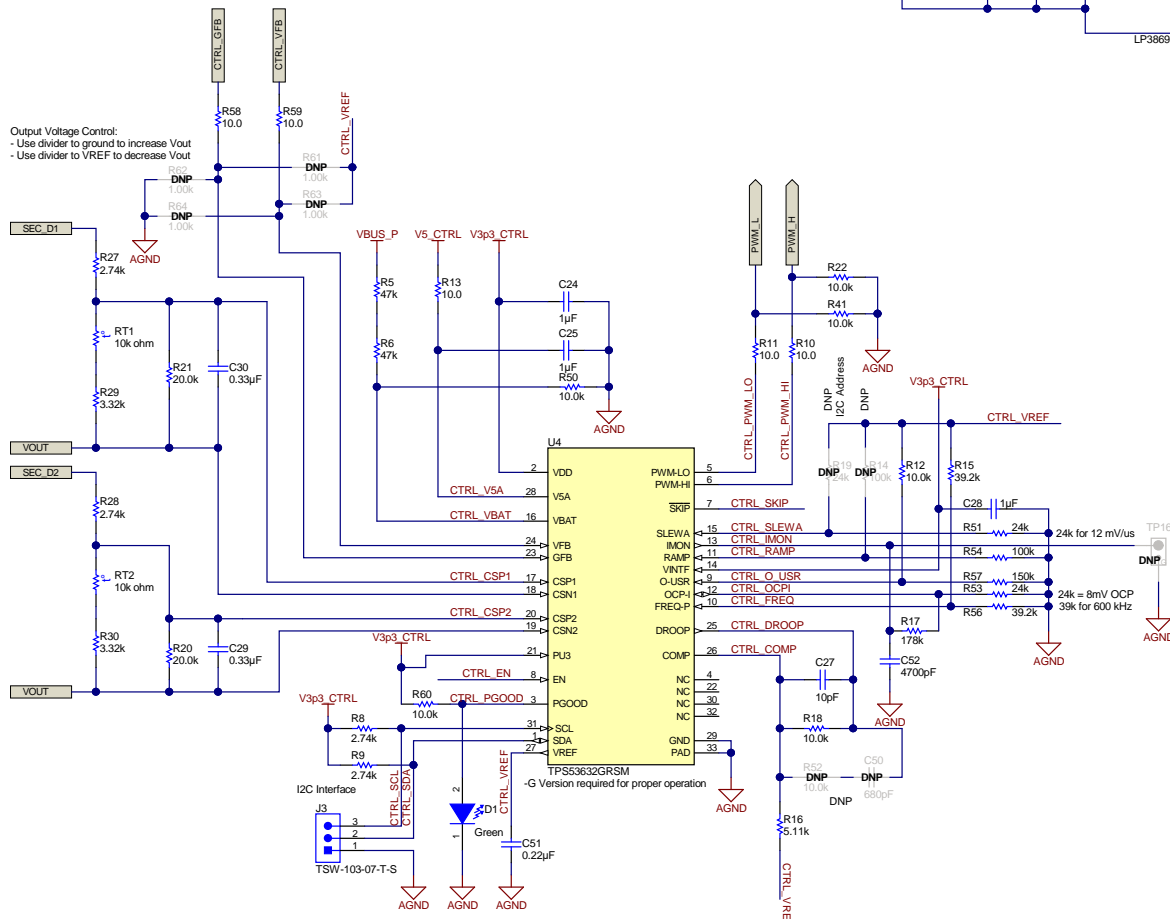 LP3869
CTRL_GFB
CTRL_VFB
R58
10.0
R59
10.0
CTRL_VREF
Output Voltage Control:
- Use divider to ground to increase Vout
- Use divider to VREF to decrease Vout
R62
DNP
1.00k
R61
DNP
1.00k
R64
DNP
1.00k
R63
DNP
1.00k
AGND
SEC_D1
R27
2.74k
RT1
10k ohm
t°
R29
3.32k
R21
20.0k
C30
0.33µF
VOUT
SEC_D2
R28
2.74k
RT2
10k ohm
t°
R30
3.32k
R20
20.0k
C29
0.33µF
VOUT
VBUS_P
V5_CTRL
V3p3_CTRL
R5
47k
R13
10.0
R6
47k
C24
1µF
C25
1µF
R50
10.0k
AGND
PWM_L
PWM_H
R22
10.0k
R41
10.0k
R11
10.0
R10
10.0
AGND
CTRL_PWM_LO
CTRL_PWM_HI
DNP
I2C Address
DNP
V3p3_CTRL
CTRL_VREF
R19
DNP
24k
R14
DNP
100k
R12
10.0k
R15
39.2k
C28
1µF
U4
2
VDD
28
V5A
16
VBAT
24
VFB
23
GFB
17
CSP1
18
CSN1
20
CSP2
19
CSN2
21
PU3
8
EN
3
PGOOD
31
SCL
1
SDA
27
VREF
PWM-LO
5
PWM-HI
6
SKIP
7
SLEWA
15
IMON
13
RAMP
11
VINTF
14
O-USR
9
OCP-I
12
FREQ-P
10
DROOP
25
COMP
26
NC
4
NC
22
NC
30
NC
32
GND
29
PAD
33
TPS53632GRSM
-G Version required for proper operation
CTRL_V5A
CTRL_VBAT
CTRL_CSP1
CTRL_CSP2
CTRL_EN
CTRL_PGOOD
CTRL_SKIP
CTRL_SLEWA
CTRL_IMON
CTRL_RAMP
CTRL_O_USR
CTRL_OCPI
CTRL_FREQ
CTRL_DROOP
CTRL_COMP
R51
24k
24k for 12 mV/us
R54
100k
R57
150k
R53
24k
24k = 8mV OCP
R56
39.2k
39k for 600 kHz
TP16
DNP
AGND
AGND
R17
178k
C52
4700pF
AGND
C27
10pF
R18
10.0k
R52
DNP
10.0k
C50
DNP
680pF
DNP
R16
5.11k
CTRL_VRE
AGND
V3p3_CTRL
R60
10.0k
V3p3_CTRL
R8
2.74k
R9
2.74k
I2C Interface
CTRL_SCL
CTRL_SDA
J3
3
2
1
TSW-103-07-T-S
AGND
2
D1
1
Green
AGND
CTRL_VREF
C51
0.22µF
AGND